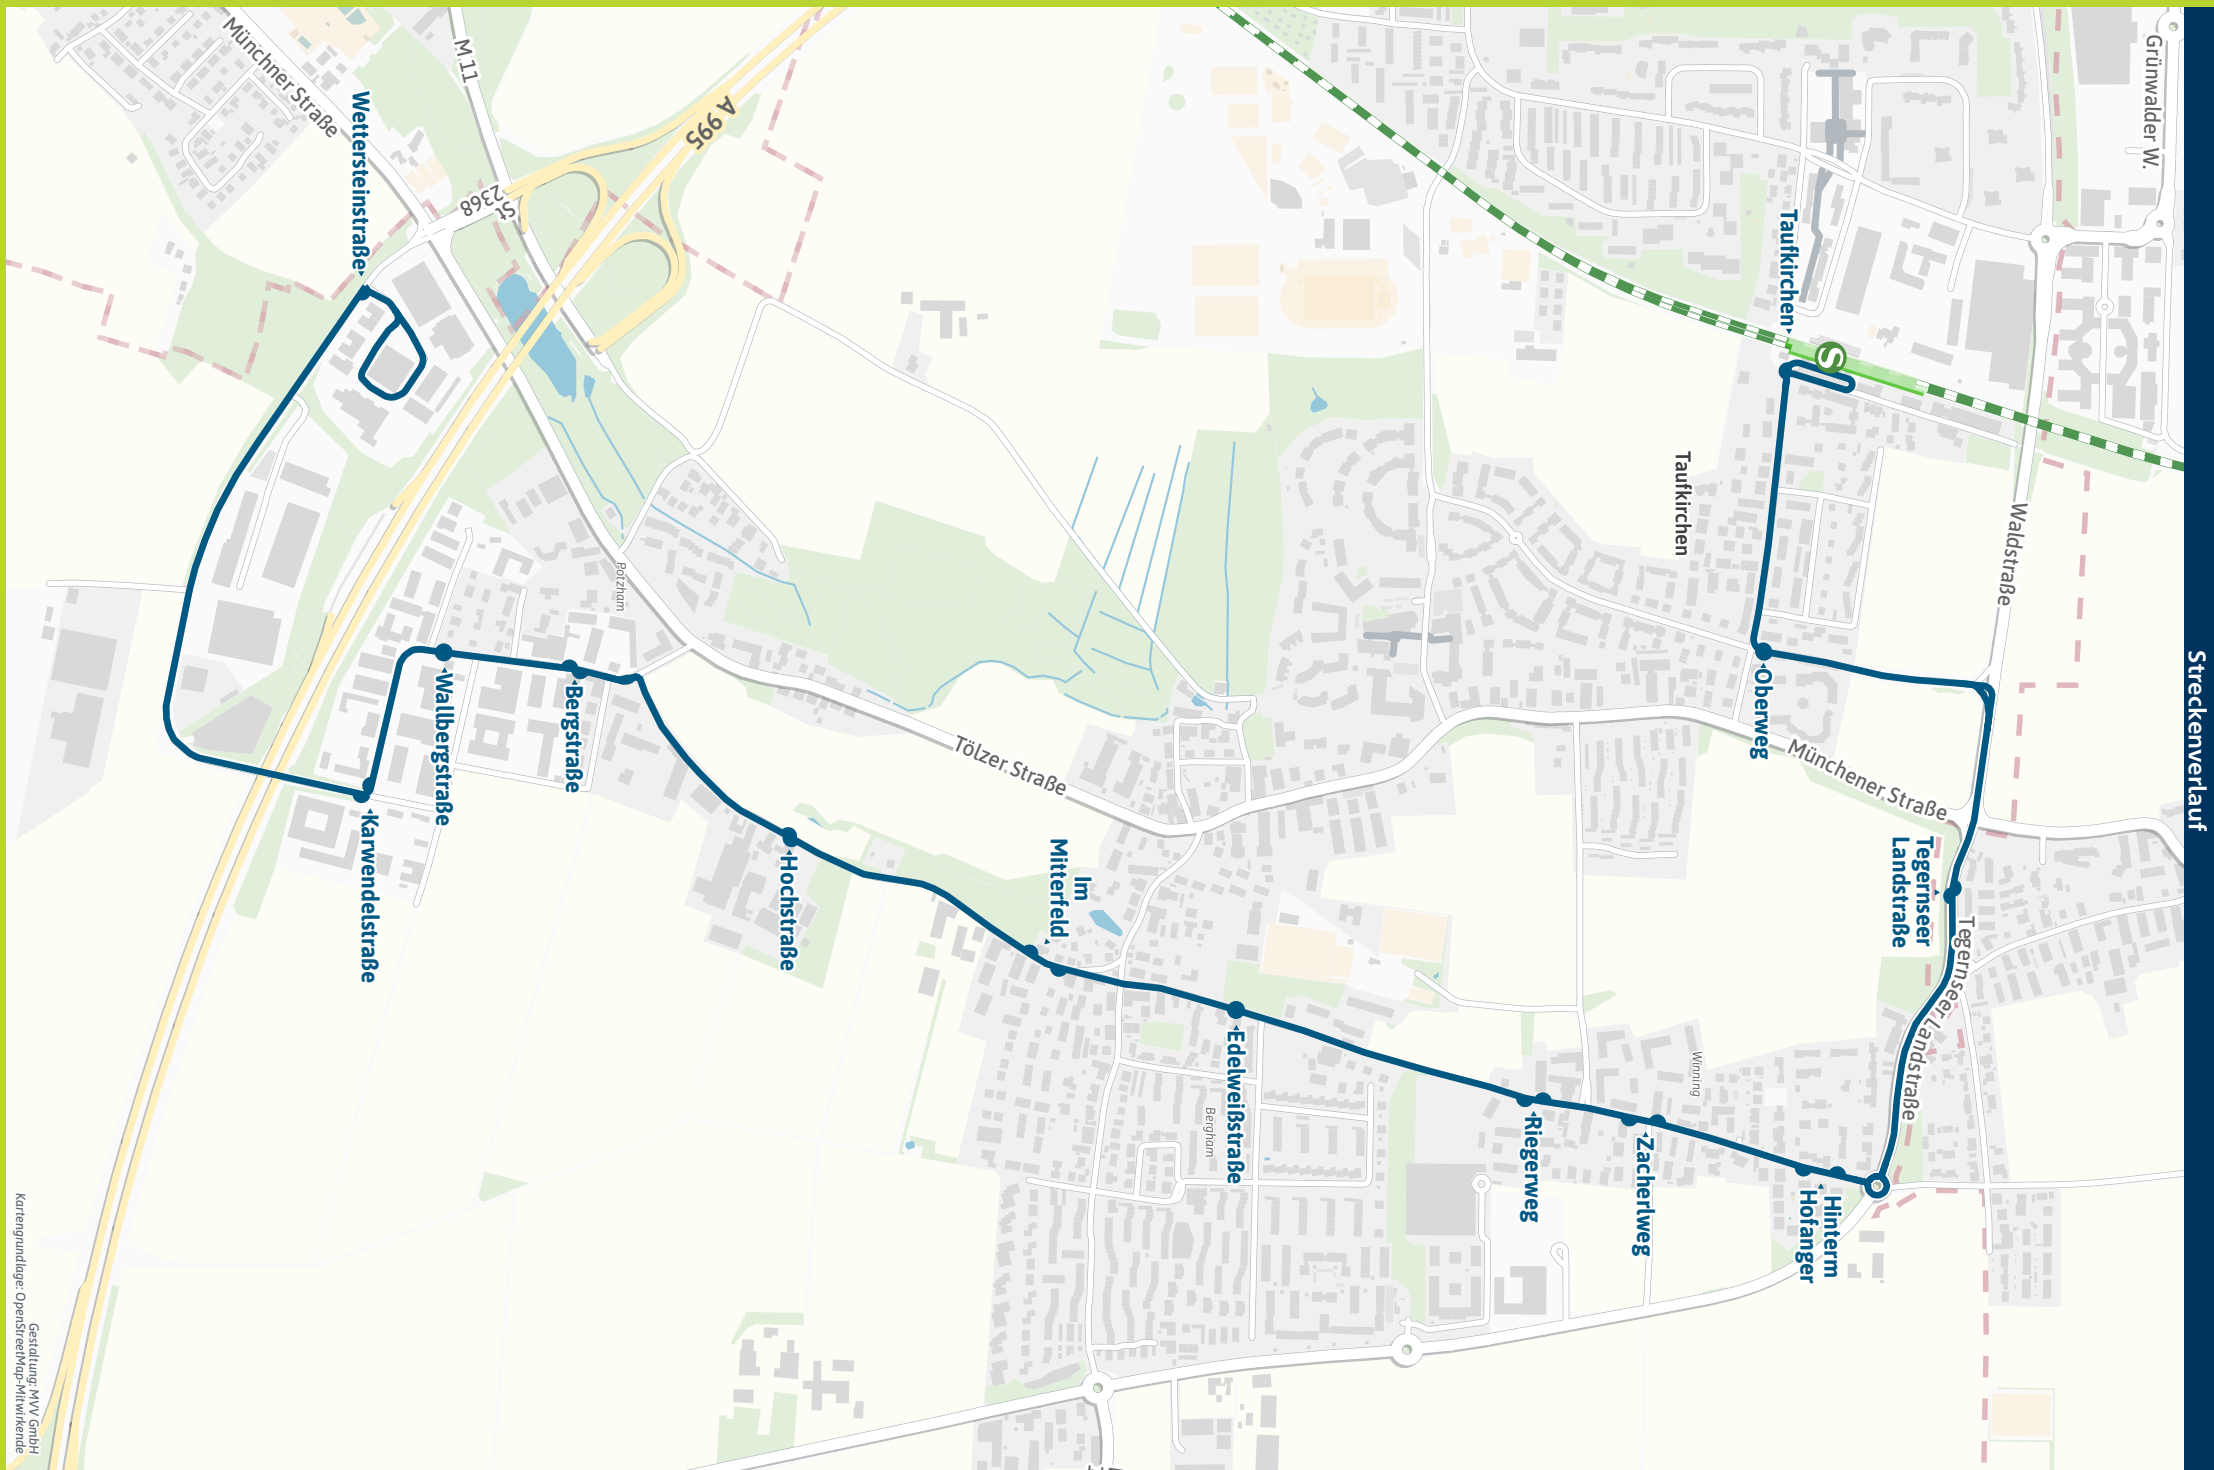 Streckenverlauf
Grünwalder W.
Waldstraße
Taufkirchen
S
Taufkirchen
Oberweg
Münchener Straße
Tegernseer
Landstraße
Tegernseer Landstraße
Hinterm
Hofanger
Winning
Zacherlweg
Riegerweg
Edelweißstraße
Bergham
Im
Mitterfeld
Tölzer Straße
Hochstraße
Potzham
Bergstraße
Wallbergstraße
Karwendelstraße
Wettersteinstraße
Münchner Straße
M 11
St 2368
A 995
Gestaltung: MVV GmbH
Kartengrundlage: OpenStreetMap-Mitwirkende